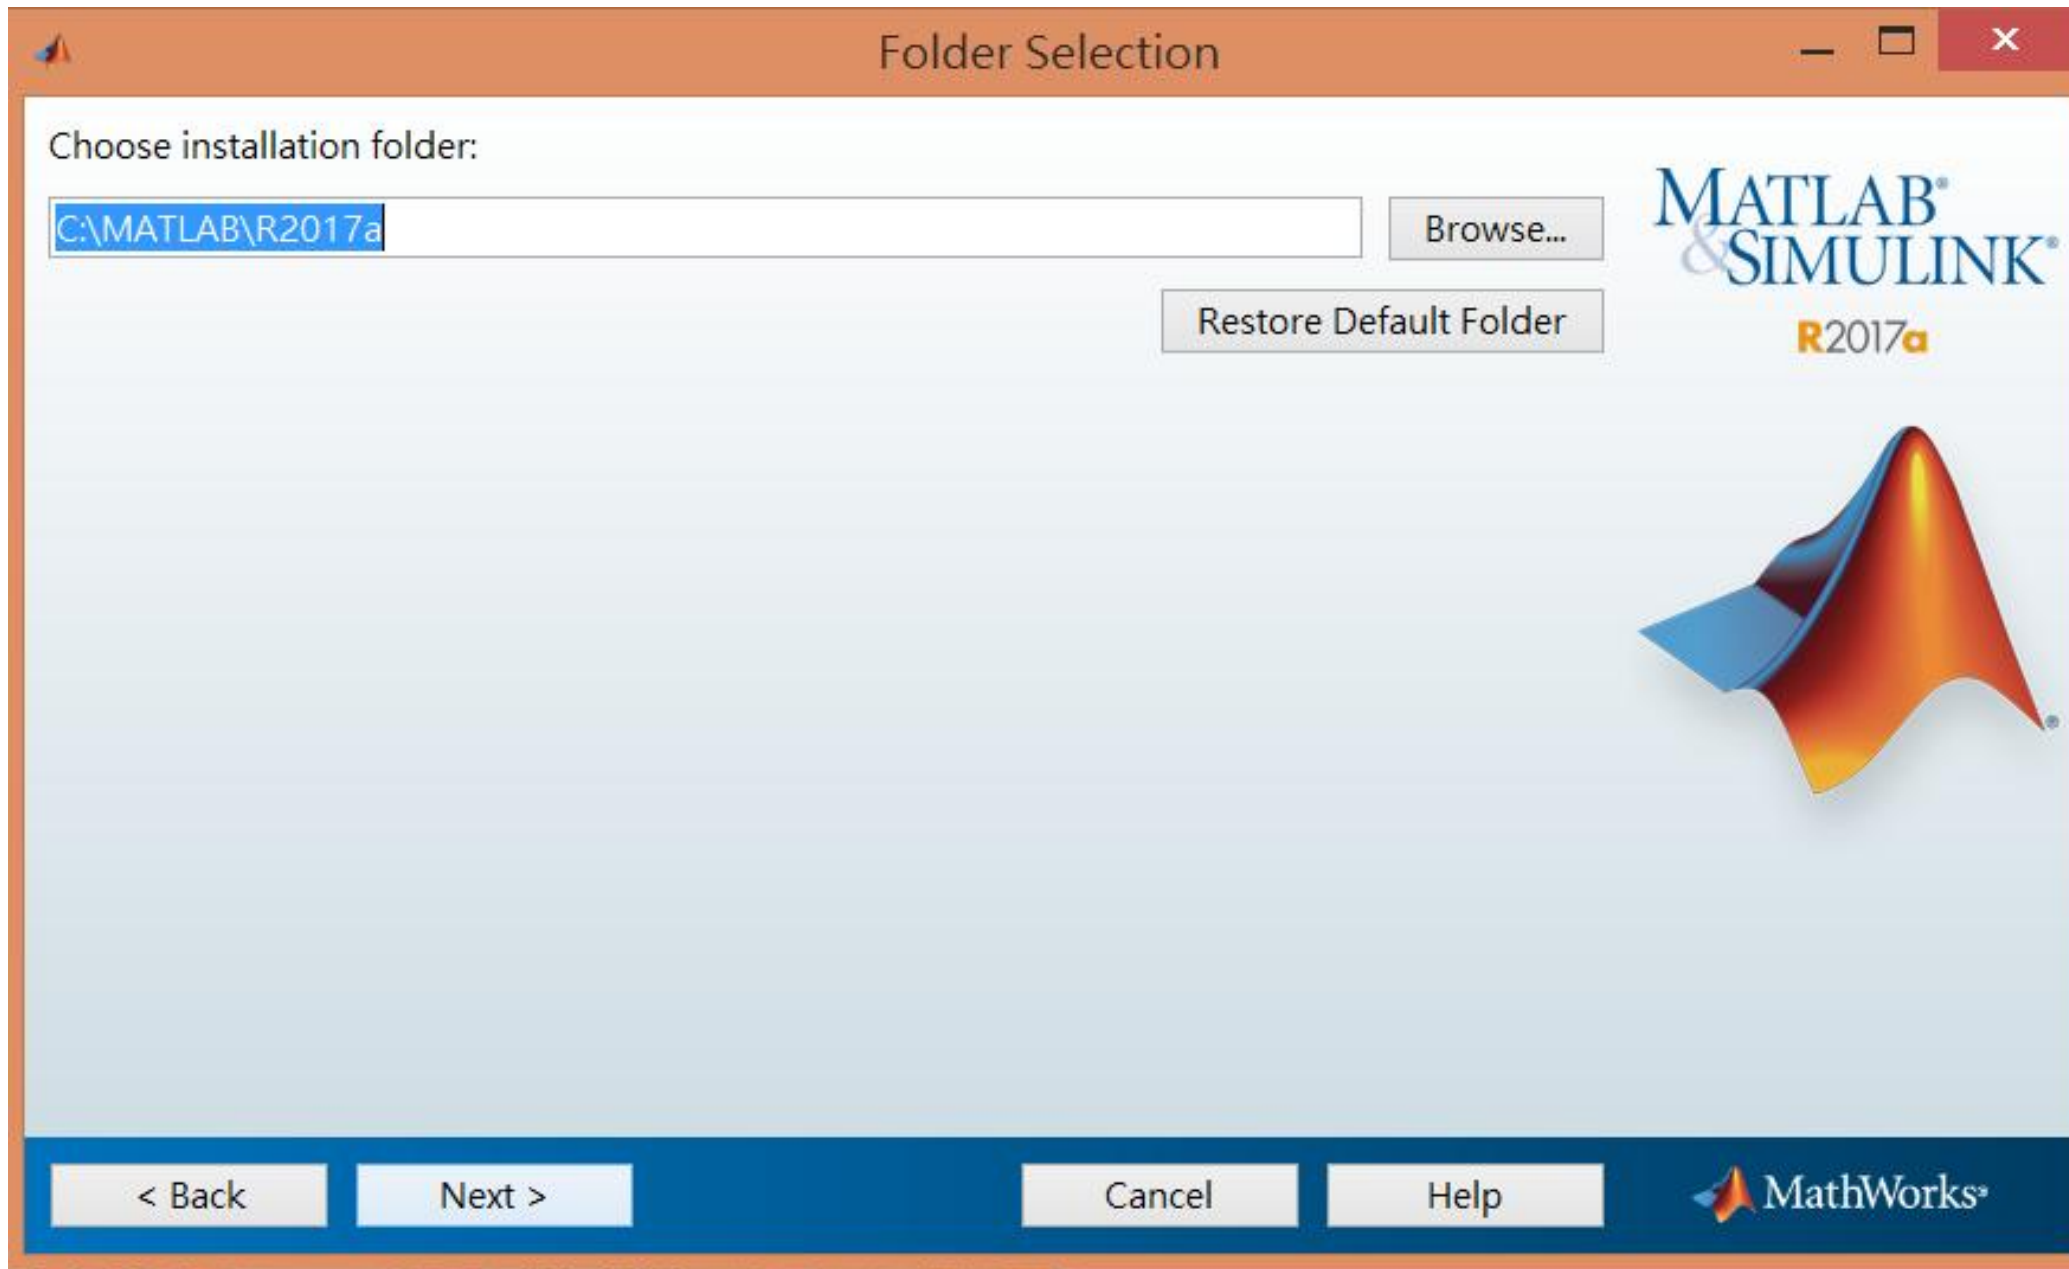 Folder Selection
Choose installation folder:
C:\MATLAB\R2017a
Browse...
Restore Default Folder
MATLAB®
&SIMULINK®
R2017a
®
< Back
Next >
Cancel
Help
MathWorks®